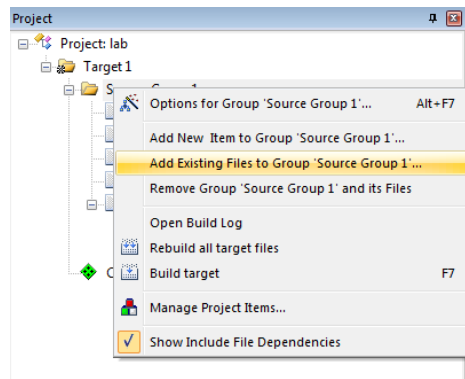 Project
Project: lab
Target 1
Options for Group 'Source Group 1'... Alt+F7
Add New Item to Group 'Source Group 1'...
Add Existing Files to Group 'Source Group 1'...
Remove Group 'Source Group 1' and its Files
Open Build Log
Rebuild all target files
Build target F7
Manage Project Items...
Show Include File Dependencies